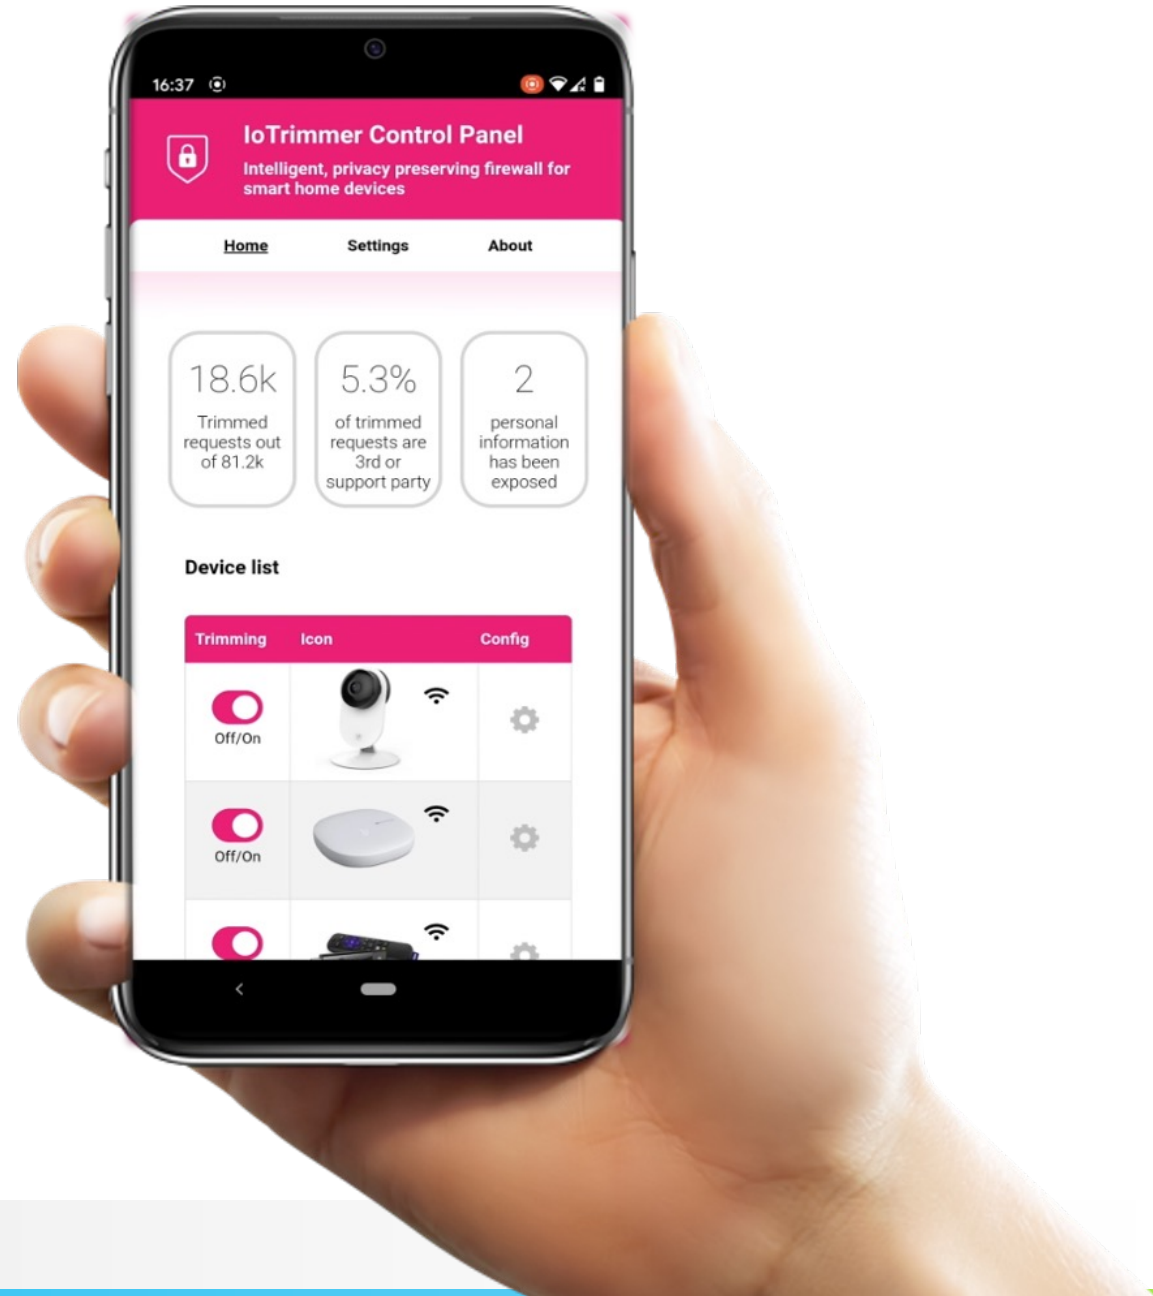 16:37
IoTrimmer Control Panel
Intelligent, privacy preserving firewall for
smart home devices
Home Settings About
18.6k
Trimmed
requests out
of 81.2k
5.3%
of trimmed
requests are
3rd or
support party
2
personal
information
has been
exposed
Device list
Trimming Icon Config
Off/On
Off/On